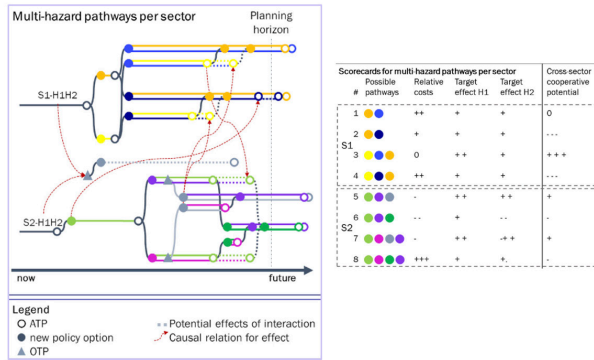 Multi-hazard pathways per sector
Planning
horizon
S1-H1H2
S2-H1H2
now
future
Legend
ATP
new policy option
OTP
Potential effects of interaction
Causal relation for effect
Scorecards for multi-hazard pathways per sector
# Possible pathways Relative costs Target effect H1 Target effect H2 Cross-sector cooperative potential
S1
1 ++ + + 0
2 + + + ---
3 0 ++ + +++
4 ++ + + ---
S2
5 - ++ ++ +
6 -- + -- -
7 - ++ -++ +
8 +++ + +. -